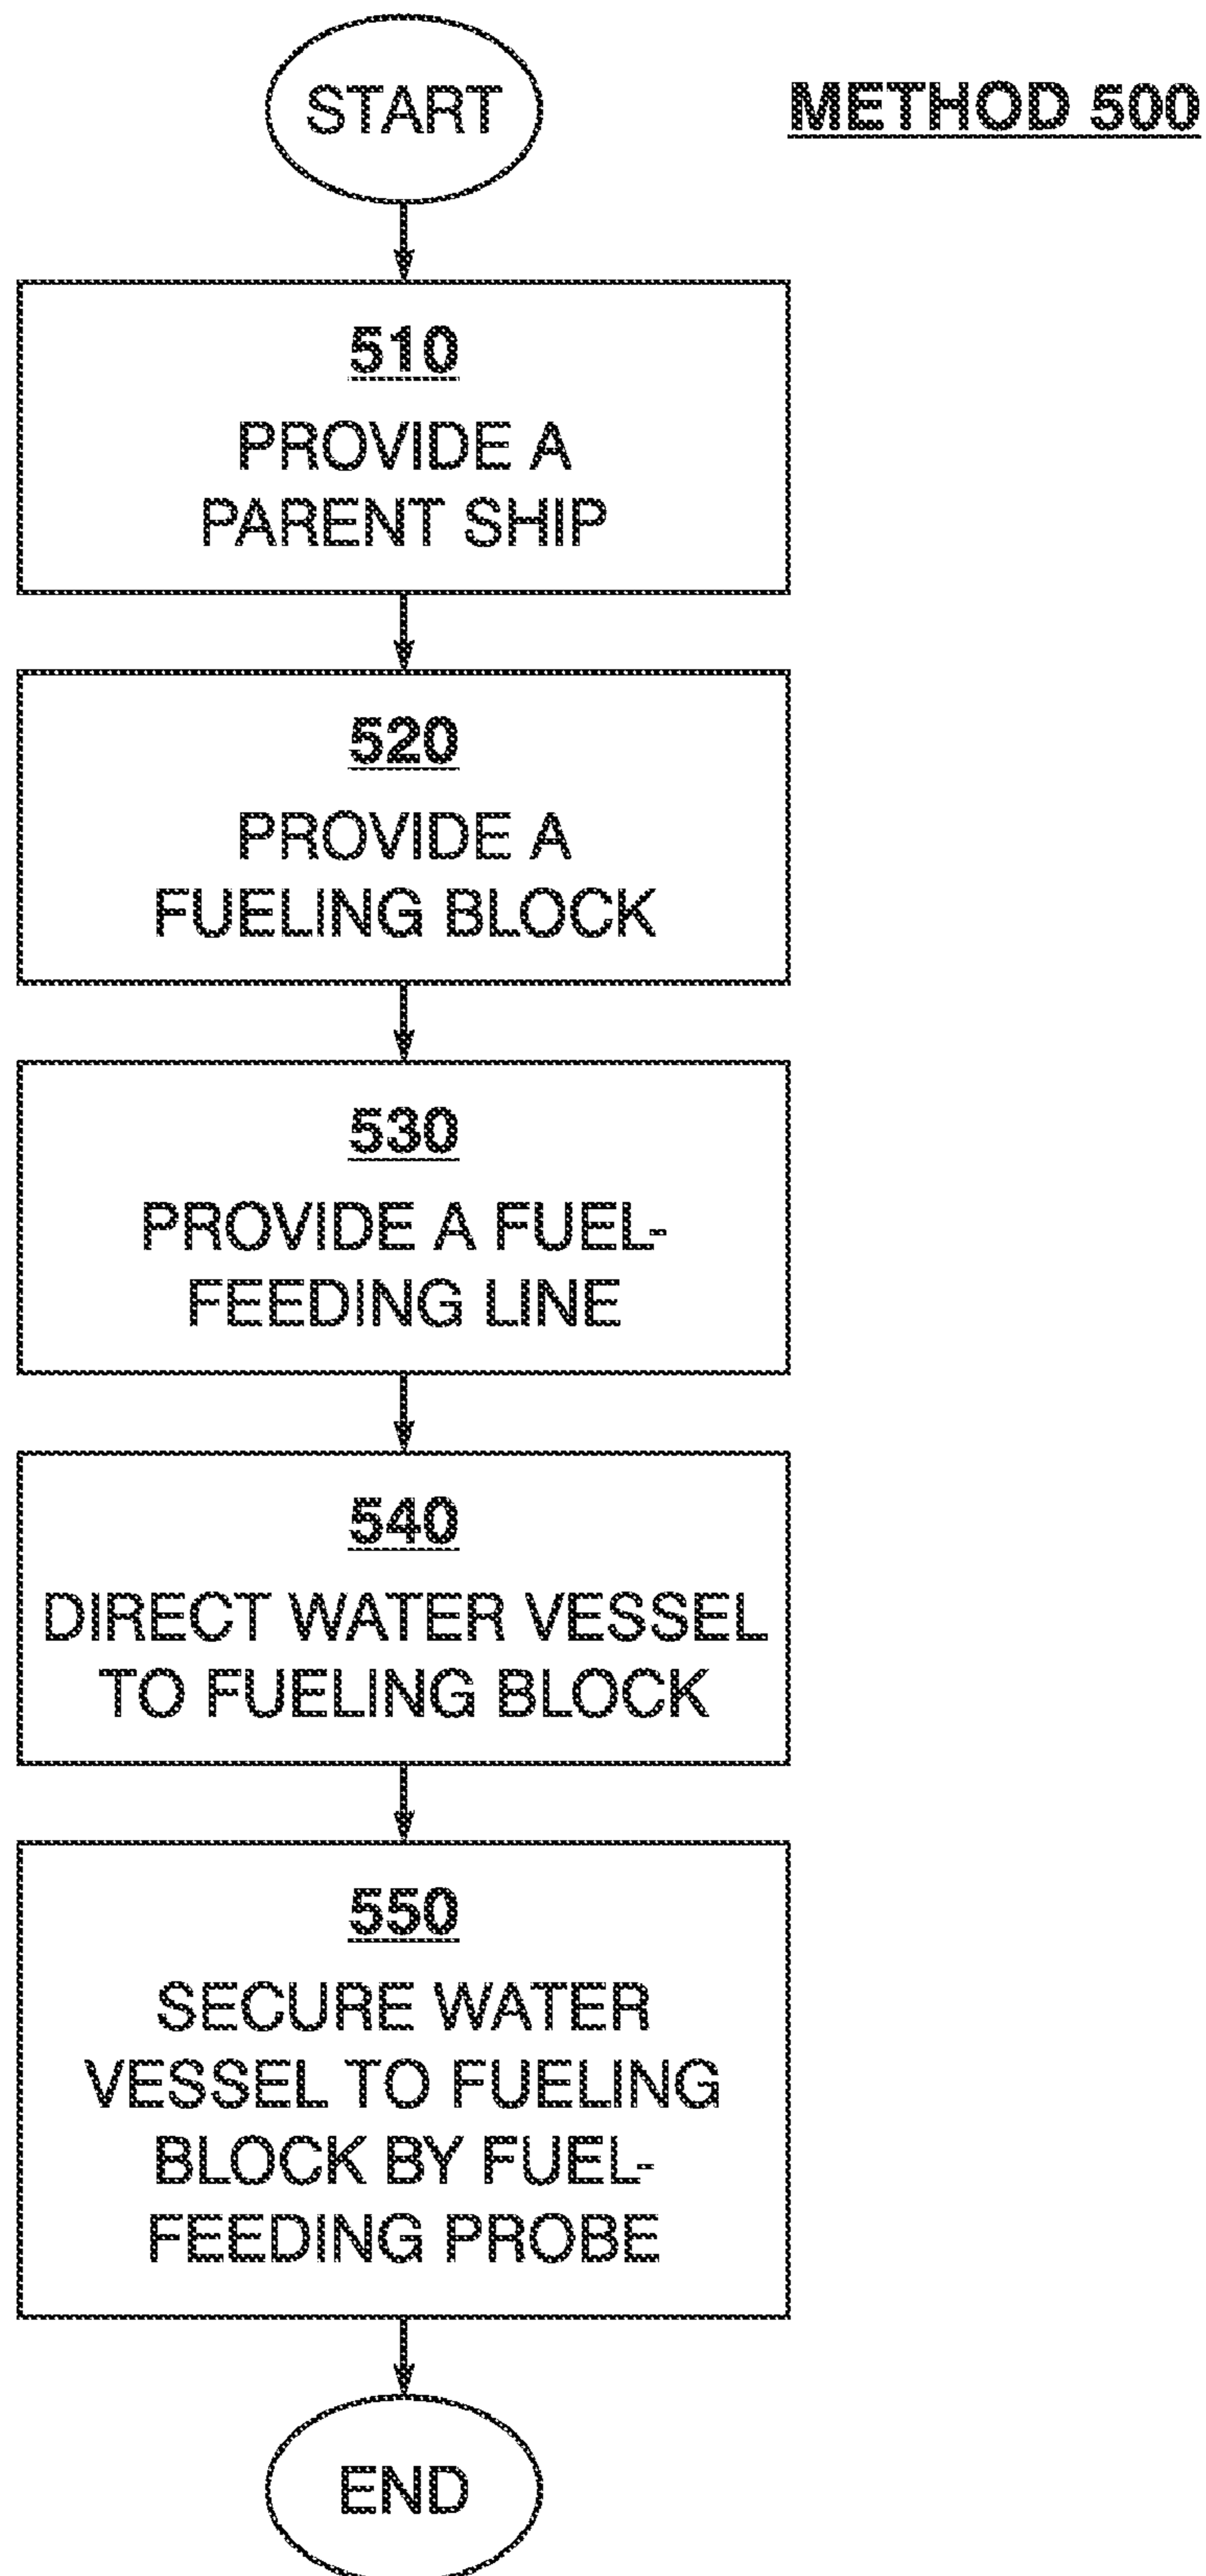 START
METHOD 500
510
PROVIDE A
PARENT SHIP
520
PROVIDE A
FUELING BLOCK
530
PROVIDE A FUEL-
FEEDING LINE
540
DIRECT WATER VESSEL
TO FUELING BLOCK
550
SECURE WATER
VESSEL TO FUELING
BLOCK BY FUEL-
FEEDING PROBE
END